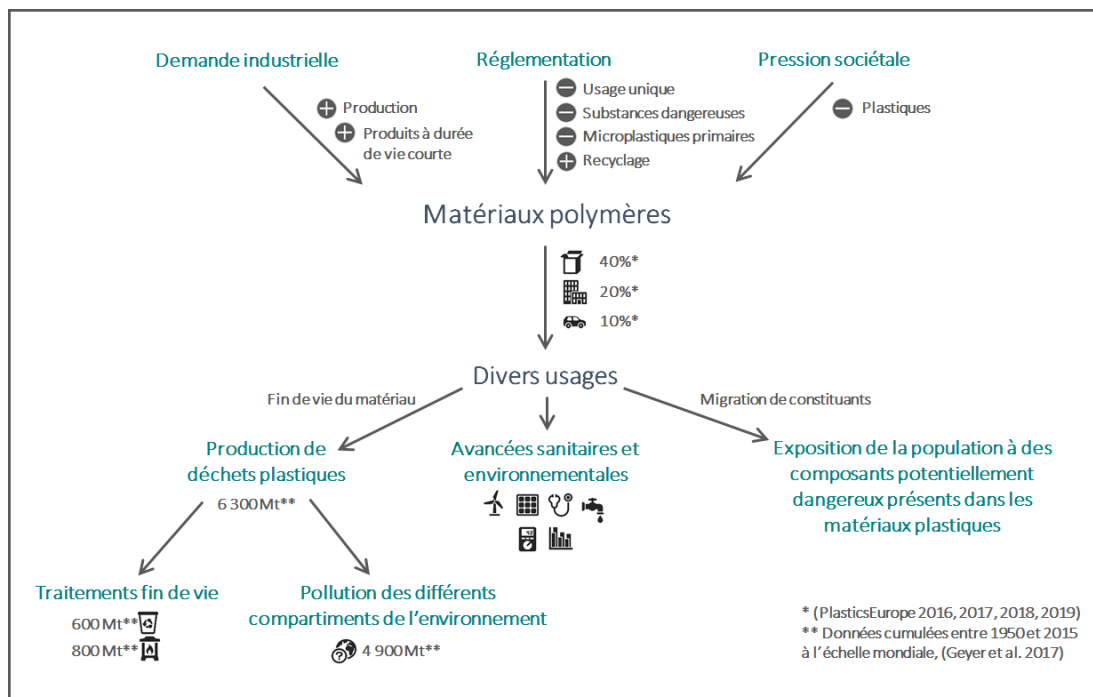 Demande industrielle
Réglementation
Pression sociétale
Production
Produits à durée
de vie courte
Usage unique
Substances dangereuses
Microplastiques primaires
Recyclage
Plastiques
Matériaux polymères
40%*
20%*
10%*
Divers usages
Fin de vie du matériau
Migration de constituants
Production de
déchets plastiques
6 300Mt**
Avancées sanitaires et
environnementales
Exposition de la population à des
composants potentiellement
dangereux présents dans les
matériaux plastiques
Traitements fin de vie
600Mt**
800Mt**
Pollution des différents
compartiments de l'environnement
4 900Mt**
* (PlasticsEurope 2016, 2017, 2018, 2019)
** Données cumulées entre 1950 et 2015
à l'échelle mondiale, (Geyer et al. 2017)